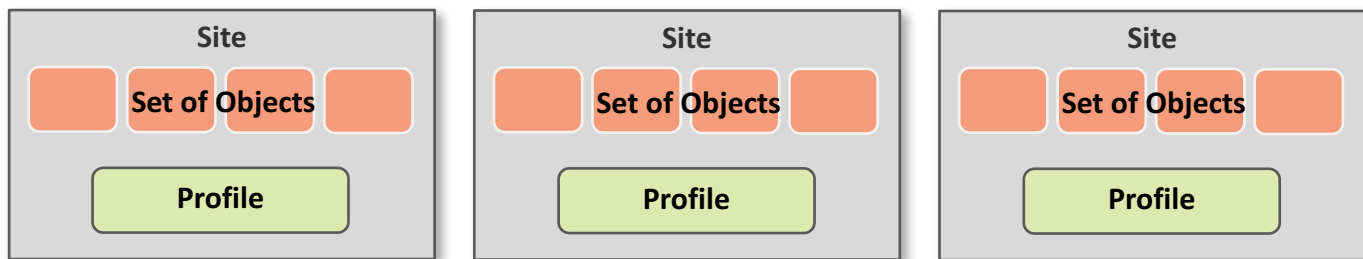 Site
Set of Objects
Profile
Site
Set of Objects
Profile
Site
Set of Objects
Profile